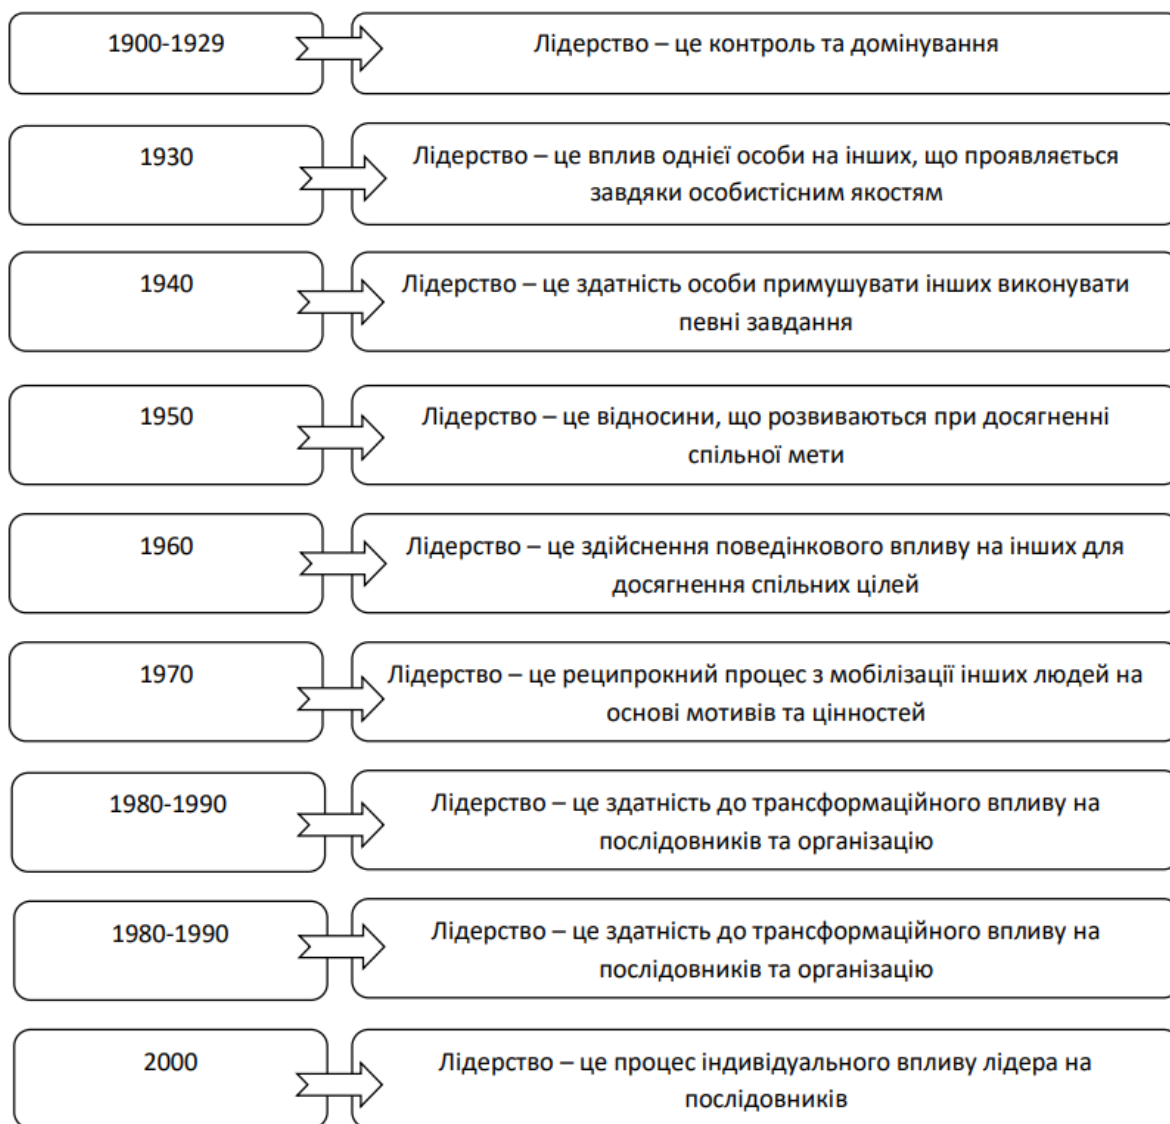 1900-1929
Лідерство – це контроль та домінування
1930
Лідерство – це вплив однієї особи на інших, що проявляється
завдяки особистісним якостям
1940
Лідерство – це здатність особи примушувати інших виконувати
певні завдання
1950
Лідерство – це відносини, що розвиваються при досягненні
спільної мети
1960
Лідерство – це здійснення поведінкового впливу на інших для
досягнення спільних цілей
1970
Лідерство – це реципрокний процес з мобілізації інших людей на
основі мотивів та цінностей
1980-1990
Лідерство – це здатність до трансформаційного впливу на
послідовників та організацію
1980-1990
Лідерство – це здатність до трансформаційного впливу на
послідовників та організацію
2000
Лідерство – це процес індивідуального впливу лідера на
послідовників